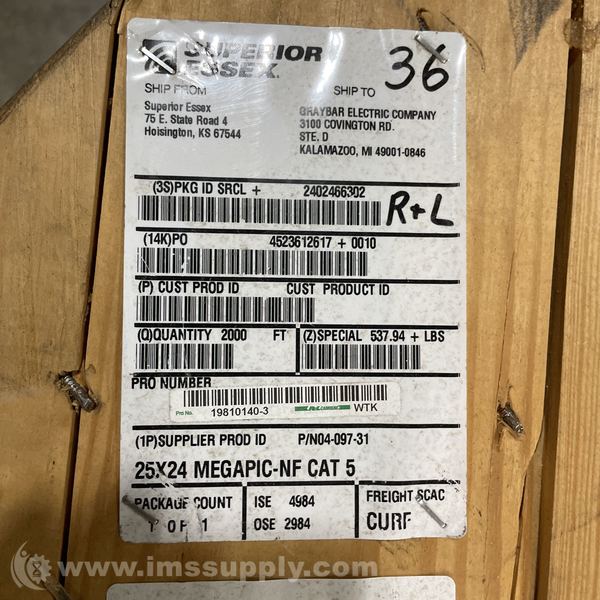 SUPERIOR
ESSEX
36
SHIP FROM
SHIP TO
Superior Essex
75 E. State Road 4
Hoisington, KS 67544
GRAYBAR ELECTRIC COMPANY
3100 COVINGTON RD.
STE. D
KALAMAZOO, MI 49001-0846
(3S)PKG ID SRCL + 2402466302
R+L
(14K)PO 4523612617 + 0010
(P) CUST PROD ID CUST PRODUCT ID
(Q)QUANTITY 2000 FT
(Z)SPECIAL 537.94 + LBS
PRO NUMBER
Pro No. 19810140-3 WTK
(1P)SUPPLIER PROD ID P/N04-097-31
25X24 MEGAPIC-NF CAT 5
PACKAGE COUNT
1 OF 1
ISE 4984
OSE 2984
FREIGHT SCAC
www.imssupply.com